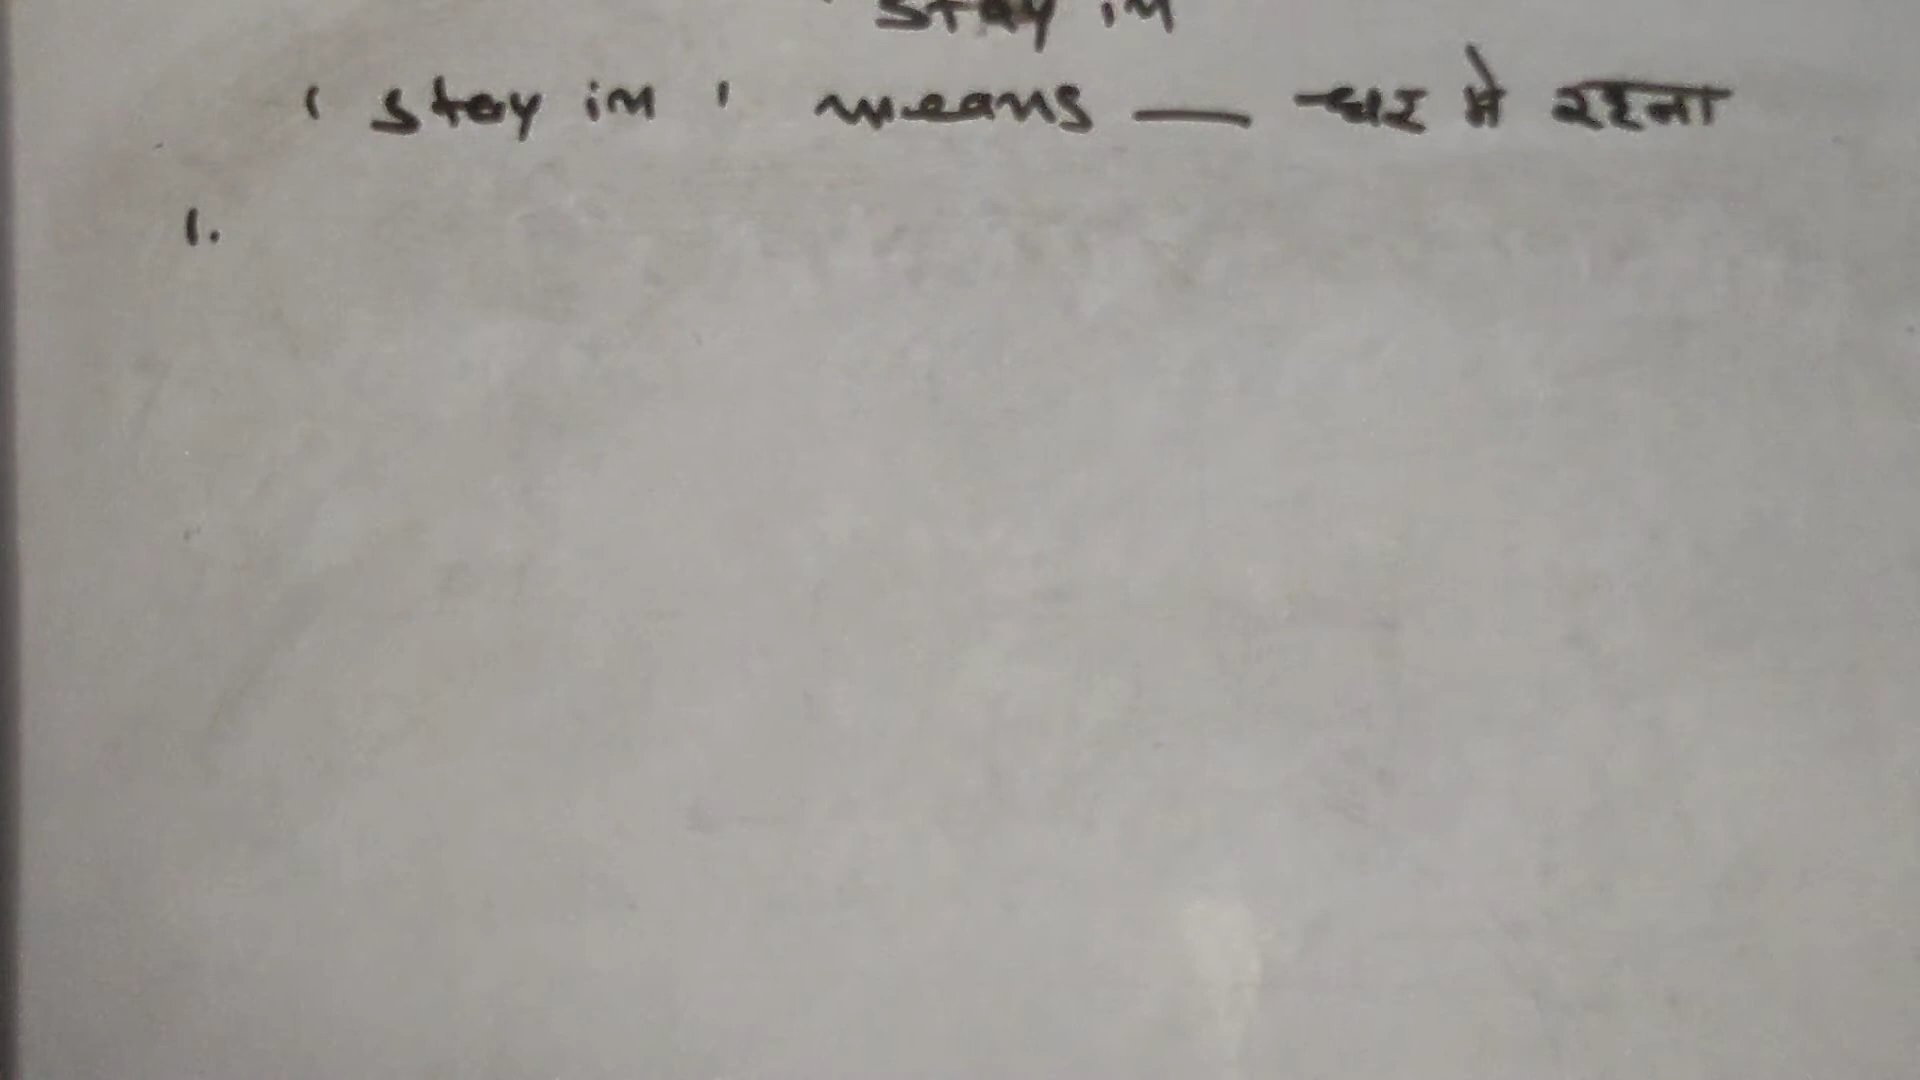 Stay in
' stay in ' means — घर मे रहना
1.